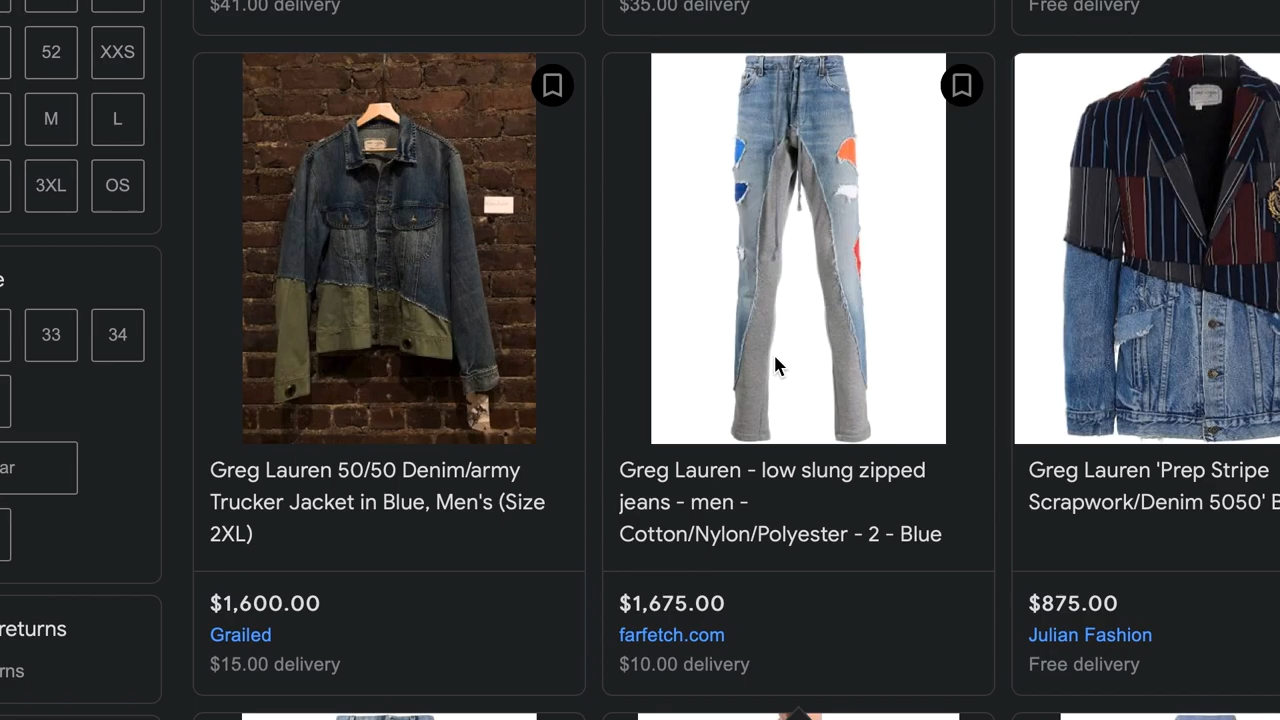 $41.00 delivery
$35.00 delivery
Free delivery
52
XXS
M
L
3XL
OS
e
33
34
ar
returns
rns
Greg Lauren 50/50 Denim/army
Trucker Jacket in Blue, Men's (Size
2XL)
$1,600.00
Grailed
$15.00 delivery
Greg Lauren - low slung zipped
jeans - men -
Cotton/Nylon/Polyester - 2 - Blue
$1,675.00
farfetch.com
$10.00 delivery
Greg Lauren 'Prep Stripe
Scrapwork/Denim 5050' B
$875.00
Julian Fashion
Free delivery